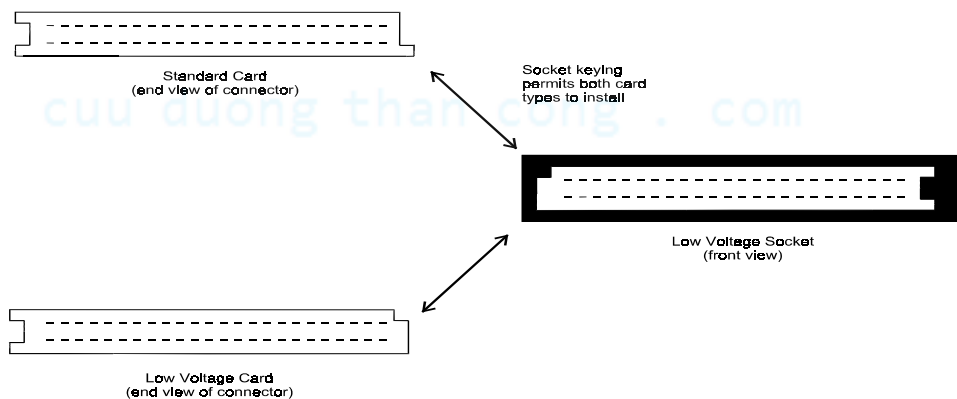 Standard Card
(end view of connector)
Socket keying
permits both card
types to install
cuu duong than cong . com
Low Voltage Socket
(front view)
Low Voltage Card
(end view of connector)